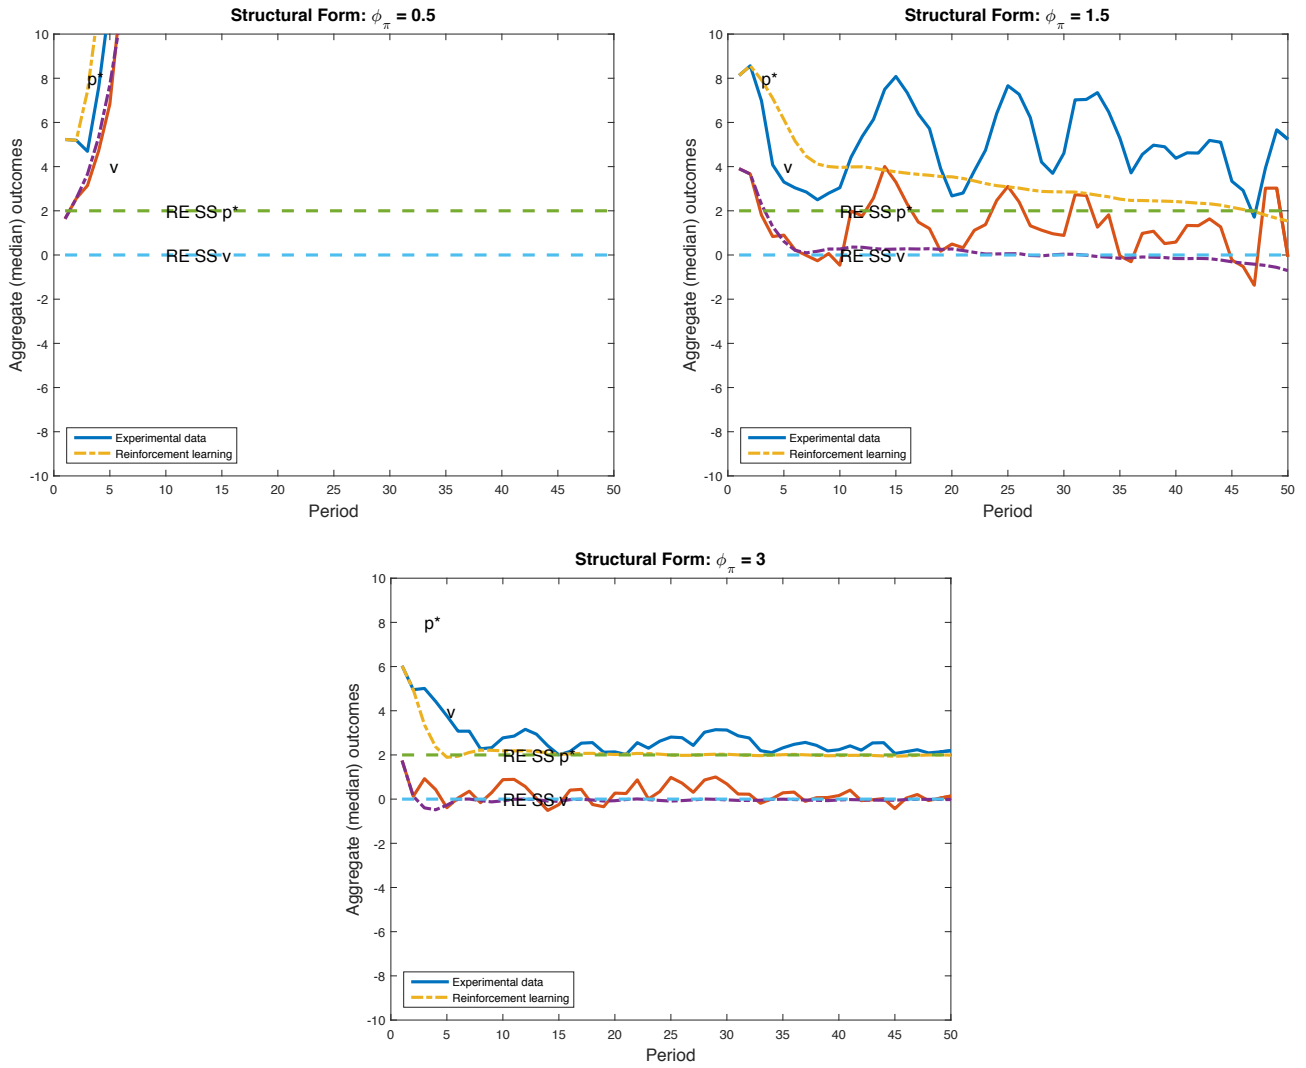 Structural Form: ϕ_π = 0.5
Aggregate (median) outcomes
10
8
6
4
2
0
-2
-4
-6
-8
-10
p*
v
RE SS p*
RE SS v
Experimental data
Reinforcement learning
0 5 10 15 20 25 30 35 40 45 50
Period
Structural Form: ϕ_π = 1.5
Aggregate (median) outcomes
10
8
6
4
2
0
-2
-4
-6
-8
-10
p*
v
RE SS p*
RE SS v
Experimental data
Reinforcement learning
0 5 10 15 20 25 30 35 40 45 50
Period
Structural Form: ϕ_π = 3
Aggregate (median) outcomes
10
8
6
4
2
0
-2
-4
-6
-8
-10
p*
v
RE SS p*
RE SS v
Experimental data
Reinforcement learning
0 5 10 15 20 25 30 35 40 45 50
Period